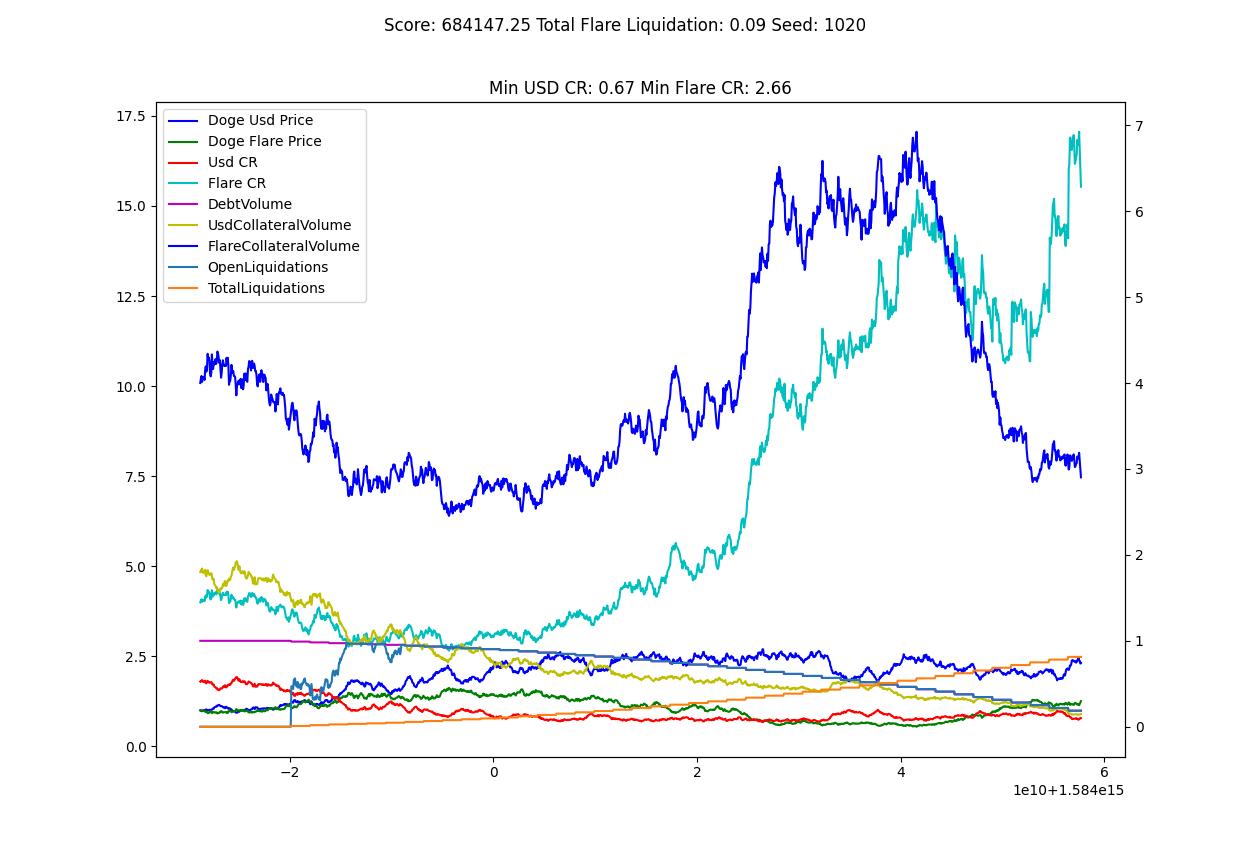 Score: 684147.25 Total Flare Liquidation: 0.09 Seed: 1020
Min USD CR: 0.67 Min Flare CR: 2.66
17.5
15.0
12.5
10.0
7.5
5.0
2.5
0.0
Doge Usd Price
Doge Flare Price
Usd CR
Flare CR
DebtVolume
UsdCollateralVolume
FlareCollateralVolume
OpenLiquidations
TotalLiquidations
7
6
5
4
3
2
1
0
−2
0
2
4
6
1e10+1.584e15